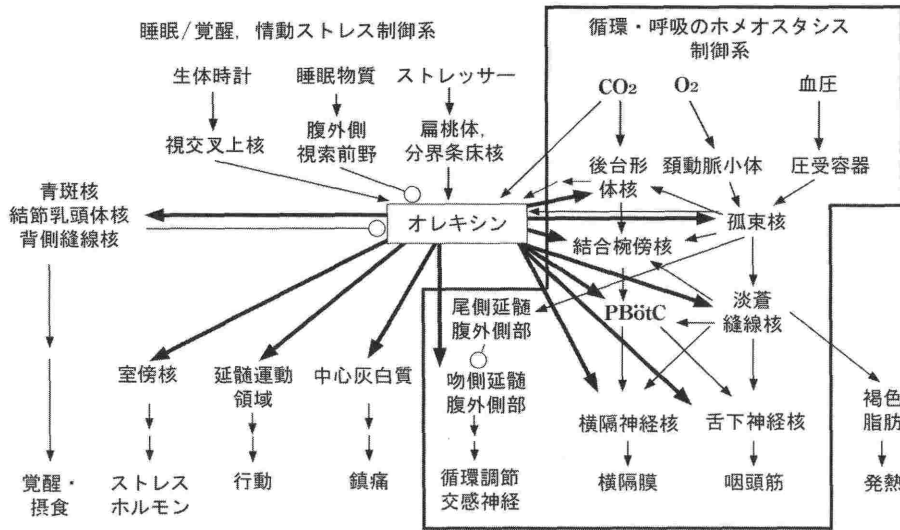 睡眠/覚醒，情動ストレス制御系
循環・呼吸のホメオスタシス
制御系
生体時計
睡眠物質
ストレッサー
CO₂
O₂
血圧
視交叉上核
腹外側
視索前野
扁桃体，
分界条床核
後台形
体核
頚動脈小体
圧受容器
青斑核
結節乳頭体核
背側縫線核
オレキシン
孤束核
結合椀傍核
尾側延髄
腹外側部
PBötC
淡蒼
縫線核
室傍核
延髄運動
領域
中心灰白質
吻側延髄
腹外側部
横隔神経核
舌下神経核
褐色
脂肪
覚醒・
摂食
ストレス
ホルモン
行動
鎮痛
循環調節
交感神経
横隔膜
咽頭筋
発熱